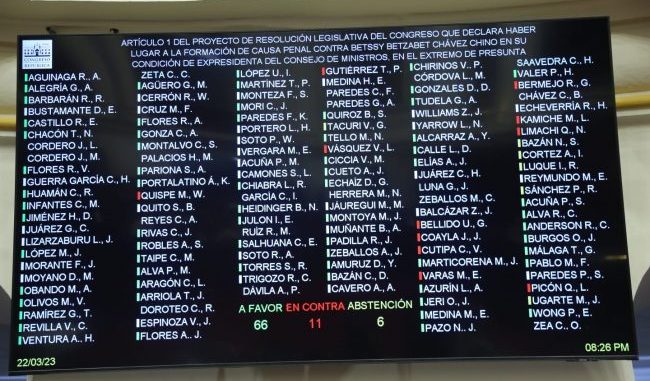 CONGRESO
REPÚBLICA
ARTÍCULO 1 DEL PROYECTO DE RESOLUCIÓN LEGISLATIVA DEL CONGRESO QUE DECLARA HABER
LUGAR A LA FORMACIÓN DE CAUSA PENAL CONTRA BETSSY BETZABET CHÁVEZ CHINO EN SU
CONDICIÓN DE EXPRESIDENTA DEL CONSEJO DE MINISTROS, EN EL EXTREMO DE PRESUNTA
AGUINAGA R., A.
ALEGRÍA G., A.
BARBARÁN R., R.
BUSTAMANTE D., E.
CASTILLO R., E.
CHACÓN T., N.
CORDERO J., L.
CORDERO J., M.
FLORES R., V.
GUERRA GARCÍA C., H.
HUAMÁN C., R.
INFANTES C., M.
JIMÉNEZ H., D.
JUÁREZ G., C.
LIZARZABURU L., J.
LÓPEZ M., J.
MORANTE F., J.
MOYANO D., M.
OBANDO M., A.
OLIVOS M., V.
RAMÍREZ G., T.
REVILLA V., C.
VENTURA A., H.
ZETA C., C.
AGÜERO G., M.
CERRÓN R., W.
CRUZ M., F.
FLORES R., A.
GONZA C., A.
MONTALVO C., S.
PALACIOS H., M.
PARIONA S., A.
PORTALATINO Á., K.
QUISPE M., W.
QUITO S., B.
REYES C., A.
RIVAS C., J.
ROBLES A., S.
TAIPE C., M.
ALVA P., M.
ARAGÓN C., L.
ARRIOLA T., J.
DOROTEO C., R.
ESPINOZA V., J.
FLORES A., J.
LÓPEZ U., I.
MARTÍNEZ T., P.
MONTEZA F., S.
MORI C., J.
PAREDES F., K.
PORTERO L., H.
SOTO P., W.
VERGARA M., E.
ACUÑA P., M.
CAMONES S., L.
CHIABRA L., R.
GARCÍA C., I.
HEIDINGER B., N.
JULON I., E.
RUÍZ R., M.
SALHUANA C., E.
SOTO R., A.
TORRES S., R.
TRIGOZO R., C.
DÁVILA A., P.
GUTIÉRREZ T., P.
MEDINA H., E.
PAREDES C., F.
PAREDES G., A.
QUIROZ B., S.
TACURI V., G.
TELLO M., N.
VÁSQUEZ V., L.
CICCIA V., M.
CUETO A., J.
ECHAÍZ D., G.
HERRERA M., N.
JÁUREGUI M., M.
MONTOYA M., J.
MUÑANTE B., A.
PADILLA R., J.
ZEBALLOS A., J.
AMURUZ D., Y.
BAZÁN C., D.
CAVERO A., A.
CHIRINOS V., P.
CÓRDOVA L., M.
GONZALES D., D.
TUDELA G., A.
WILLIAMS Z., J.
YARROW L., N.
ALCARRAZ A., Y.
CALLE L., D.
ELÍAS A., J.
JUÁREZ C., H.
LUNA G., J.
ZEBALLOS M., C.
BALCÁZAR Z., J.
BELLIDO U., G.
COAYLA J., J.
CUTIPA C., V.
MARTICORENA M., J.
VARAS M., E.
AZURÍN L., A.
JERI O., J.
MEDINA M., E.
PAZO N., J.
SAAVEDRA C., H.
VALER P., H.
BERMEJO R., G.
CHÁVEZ C., B.
ECHEVERRÍA R., H.
KAMICHE M., L.
LIMACHI Q., N.
BAZÁN N., S.
CORTEZ A., I.
LUQUE I., R.
REYMUNDO M., E.
SÁNCHEZ P., R.
ACUÑA P., S.
ALVA R., C.
ANDERSON R., C.
BURGOS O., J.
MÁLAGA T., G.
PABLO M., F.
PAREDES P., S.
PICÓN Q., L.
UGARTE M., J.
WONG P., E.
ZEA C., O.
A FAVOR EN CONTRA ABSTENCIÓN
66 11 6
22/03/23
08:26 PM